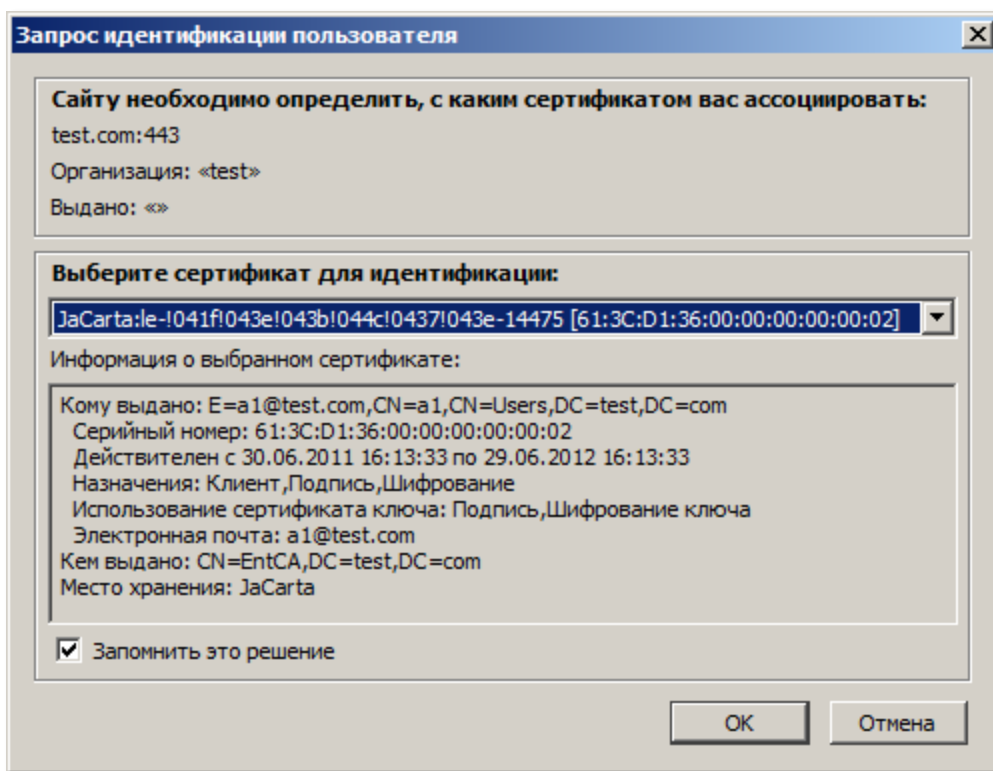 Запрос идентификации пользователя
Сайту необходимо определить, с каким сертификатом вас ассоциировать:
test.com:443
Организация: «test»
Выдано: «»
Выберите сертификат для идентификации:
JaCarta:le-!041f!043e!043b!044c!0437!043e-14475 [61:3C:D1:36:00:00:00:00:00:02]
Информация о выбранном сертификате:
Кому выдано: E=a1@test.com,CN=a1,CN=Users,DC=test,DC=com
Серийный номер: 61:3C:D1:36:00:00:00:00:00:02
Действителен с 30.06.2011 16:13:33 по 29.06.2012 16:13:33
Назначения: Клиент,Подпись,Шифрование
Использование сертификата ключа: Подпись,Шифрование ключа
Электронная почта: a1@test.com
Кем выдано: CN=EntCA,DC=test,DC=com
Место хранения: JaCarta
Запомнить это решение
OK Отмена